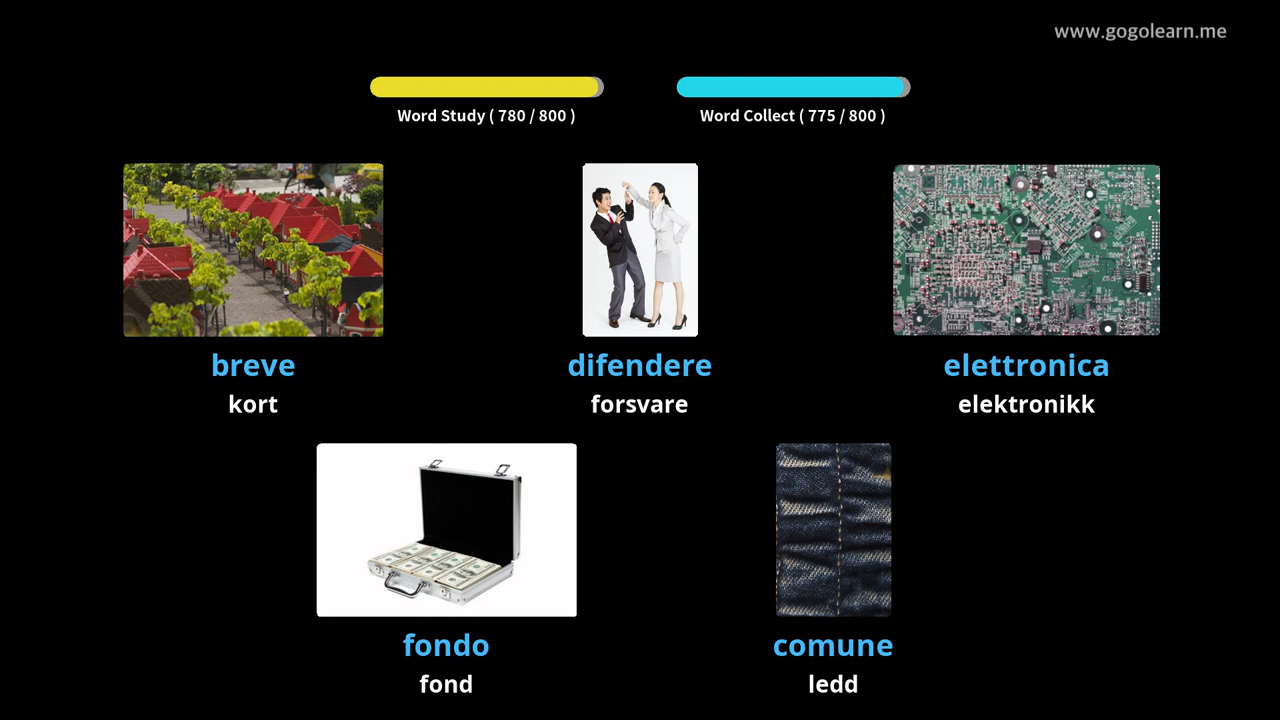 www.gogolearn.me
Word Study ( 780 / 800 )
Word Collect ( 775 / 800 )
breve
kort
difendere
forsvare
elettronica
elektronikk
fondo
fond
comune
ledd